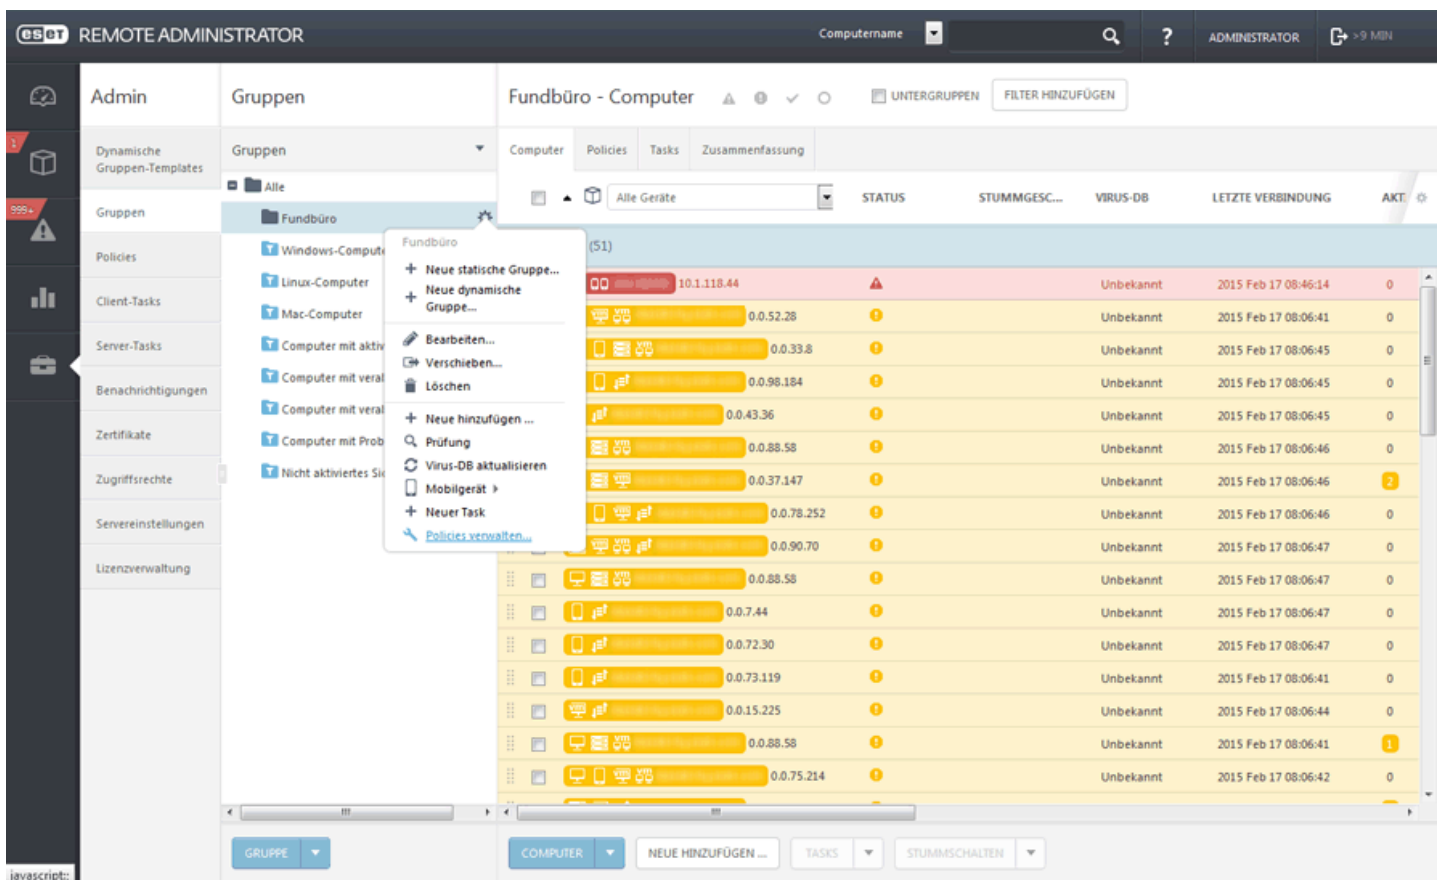 eset REMOTE ADMINISTRATOR
Computername
?
ADMINISTRATOR
>9 MIN
1
999+
Admin
Dynamische
Gruppen-Templates
Gruppen
Policies
Client-Tasks
Server-Tasks
Benachrichtigungen
Zertifikate
Zugriffsrechte
Servereinstellungen
Lizenzverwaltung
Gruppen
Gruppen
Alle
Fundbüro
Windows-Compute
Linux-Computer
Mac-Computer
Computer mit aktiv
Computer mit veral
Computer mit veral
Computer mit Prob
Nicht aktiviertes Sic
Fundbüro
Neue statische Gruppe...
Neue dynamische
Gruppe...
Bearbeiten...
Verschieben...
Löschen
Neue hinzufügen ...
Prüfung
Virus-DB aktualisieren
Mobilgerät
Neuer Task
Policies verwalten...
Fundbüro - Computer
UNTERGRUPPEN
FILTER HINZUFÜGEN
Computer Policies Tasks Zusammenfassung
Alle Geräte STATUS STUMMGESC... VIRUS-DB LETZTE VERBINDUNG AKT.
(51)
10.1.118.44 Unbekannt 2015 Feb 17 08:46:14 0
0.0.52.28 Unbekannt 2015 Feb 17 08:06:41 0
0.0.33.8 Unbekannt 2015 Feb 17 08:06:45 0
0.0.98.184 Unbekannt 2015 Feb 17 08:06:45 0
0.0.43.36 Unbekannt 2015 Feb 17 08:06:45 0
0.0.88.58 Unbekannt 2015 Feb 17 08:06:46 0
0.0.37.147 Unbekannt 2015 Feb 17 08:06:46 2
0.0.78.252 Unbekannt 2015 Feb 17 08:06:46 0
0.0.90.70 Unbekannt 2015 Feb 17 08:06:47 0
0.0.88.58 Unbekannt 2015 Feb 17 08:06:47 0
0.0.7.44 Unbekannt 2015 Feb 17 08:06:47 0
0.0.72.30 Unbekannt 2015 Feb 17 08:06:47 0
0.0.73.119 Unbekannt 2015 Feb 17 08:06:41 0
0.0.15.225 Unbekannt 2015 Feb 17 08:06:44 0
0.0.88.58 Unbekannt 2015 Feb 17 08:06:41 1
0.0.75.214 Unbekannt 2015 Feb 17 08:06:42 0
GRUPPE
COMPUTER
NEUE HINZUFÜGEN ...
TASKS
STUMMSCHALTEN
javascript:;